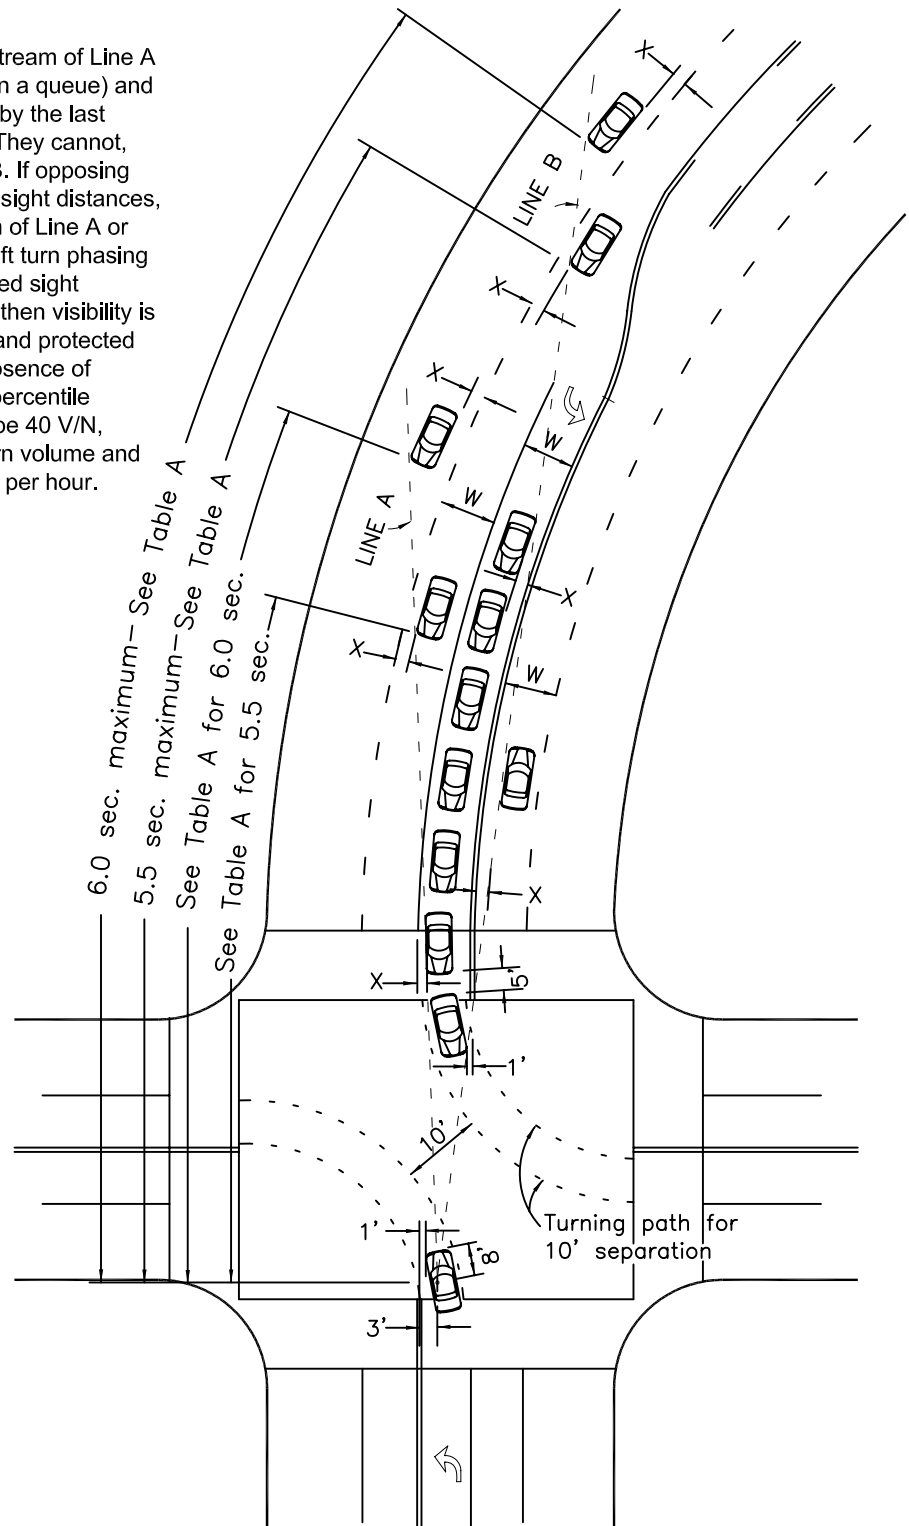 tream of Line A
n a queue) and
by the last
They cannot,
B. If opposing
sight distances,
n of Line A or
ft turn phasing
ed sight
then visibility is
and protected
osence of
percentile
be 40 V/N,
rn volume and
per hour.
X
LINE B
X
X
W
W
LINE A
X
X
W
X
X
5'
1'
10'
1'
8'
3'
Turning path for
10' separation
6.0 sec. maximum—See Table A
5.5 sec. maximum—See Table A
See Table A for 6.0 sec.
See Table A for 5.5 sec.